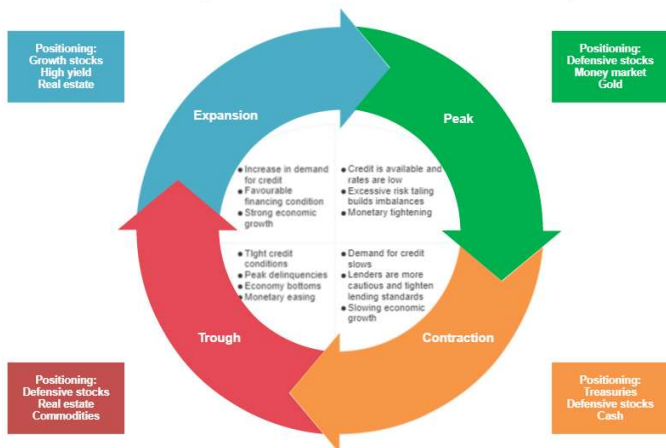 Positioning:
Growth stocks
High yield
Real estate
Positioning:
Defensive stocks
Money market
Gold
Expansion
Peak
● Increase in demand
for credit
● Favourable
financing condition
● Strong economic
growth
● Credit is available and
rates are low
● Excessive risk taling
builds imbalances
● Monetary tightening
● TIght credit
conditions
● Peak delinquencies
● Economy bottoms
● Monetary easing
● Demand for credit
slows
● Lenders are more
cautious and tighten
lending standards
● Slowing economic
growth
Trough
Contraction
Positioning:
Defensive stocks
Real estate
Commodities
Positioning:
Treasuries
Defensive stocks
Cash